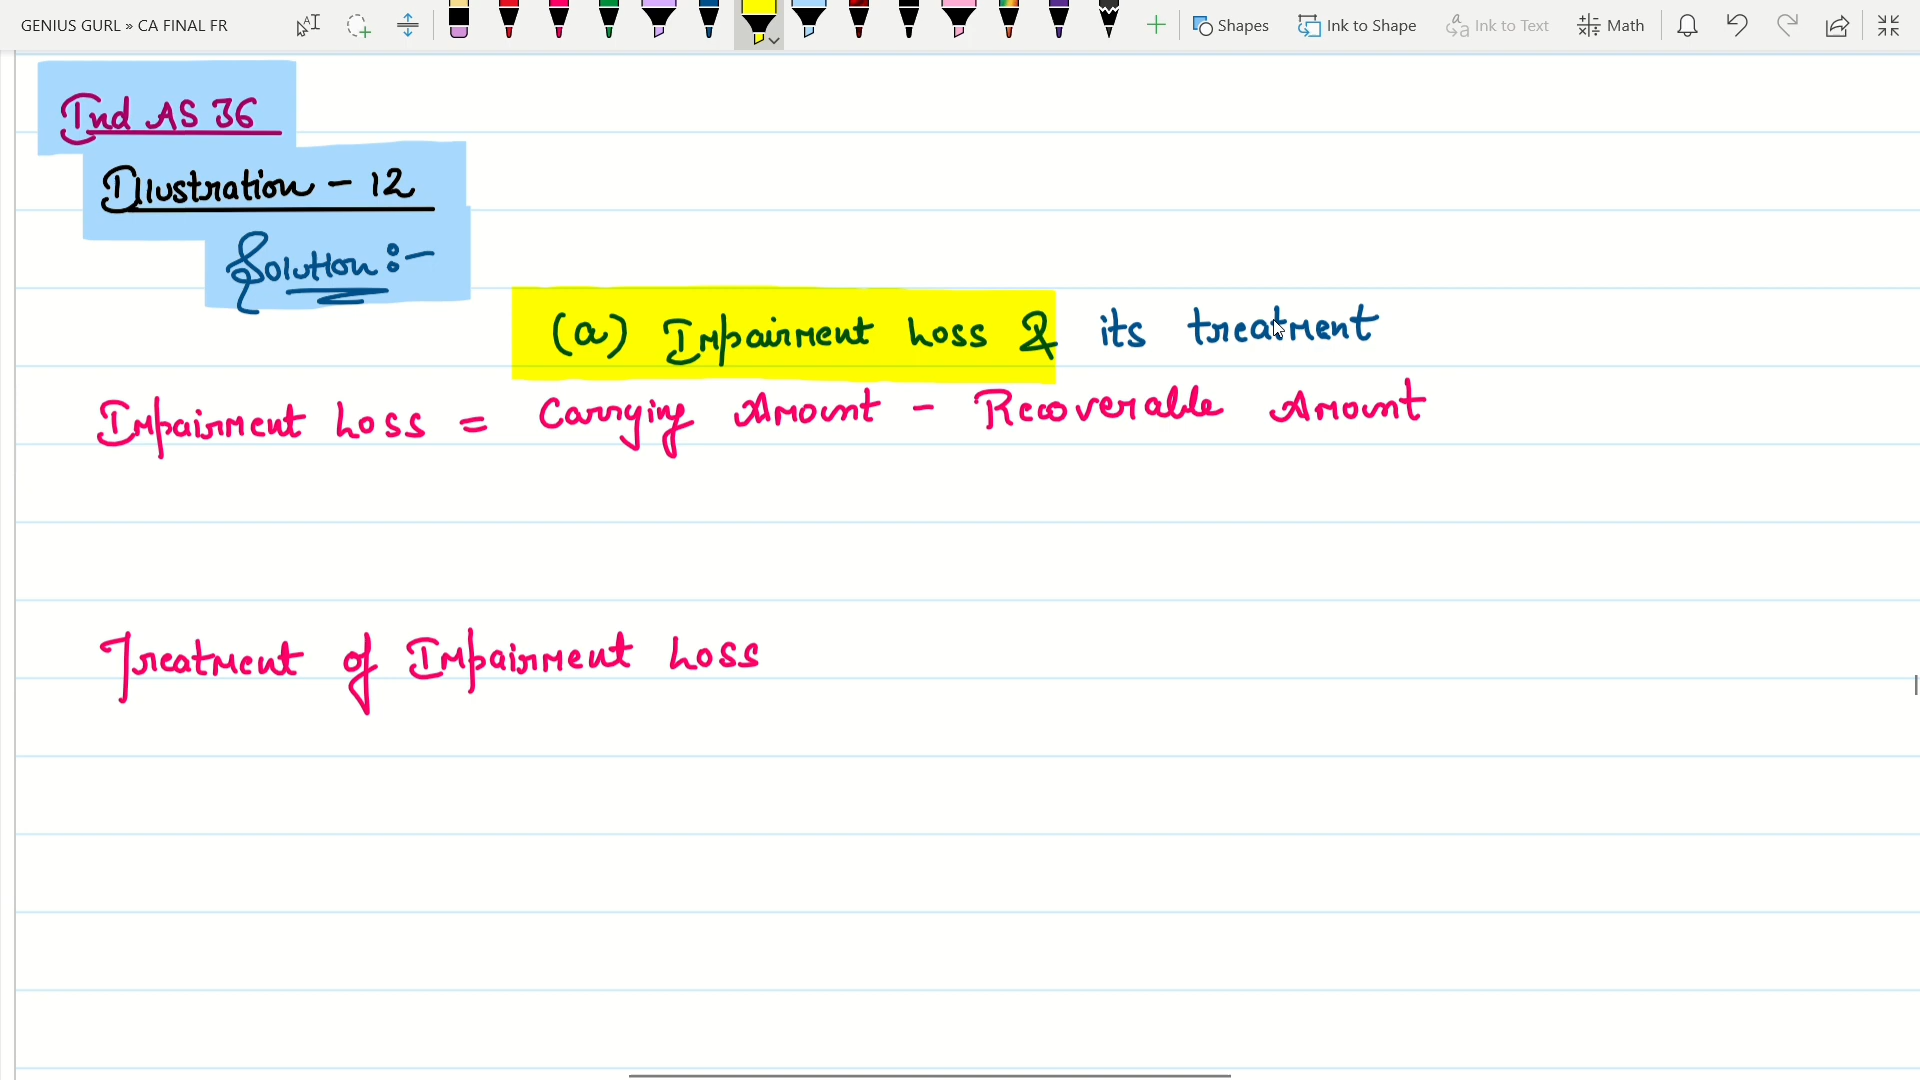 GENIUS GURL » CA FINAL FR
Shapes
Ink to Shape
Ink to Text
Math
Ind AS 36
Illustration - 12
Solution :-
(a) Impairment Loss & its treatment
Impairment Loss = Carrying Amount - Recoverable Amount
Treatment of Impairment Loss